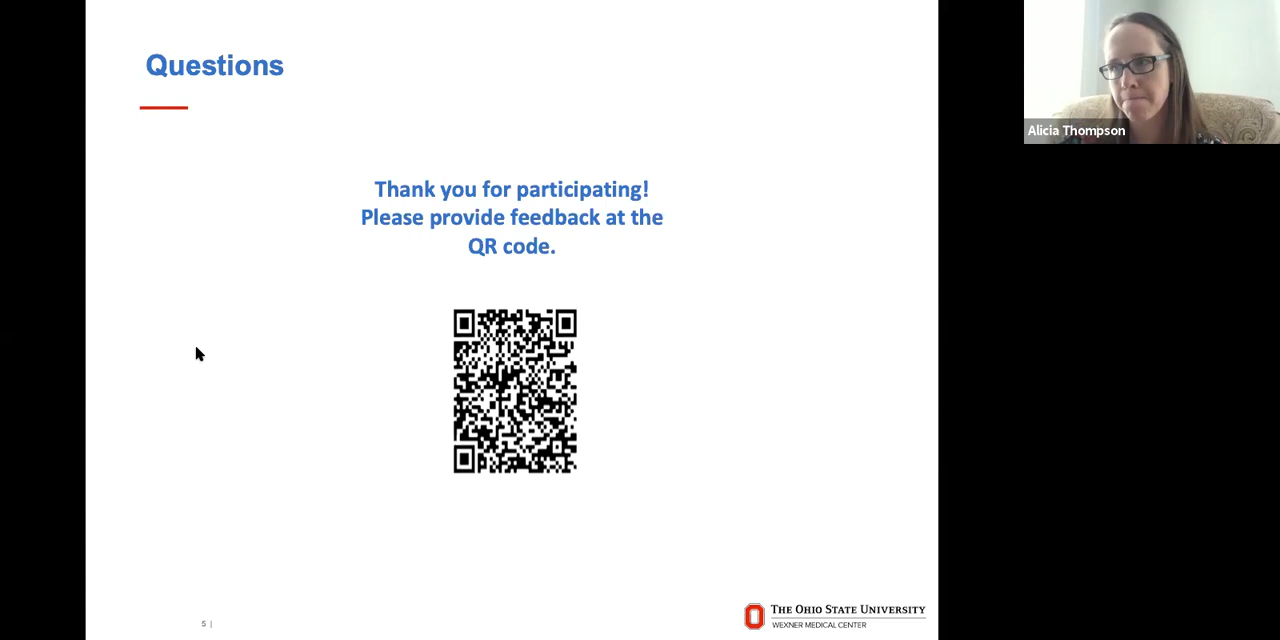 Questions
Thank you for participating!
Please provide feedback at the
QR code.
Alicia Thompson
5 |
THE OHIO STATE UNIVERSITY
WEXNER MEDICAL CENTER